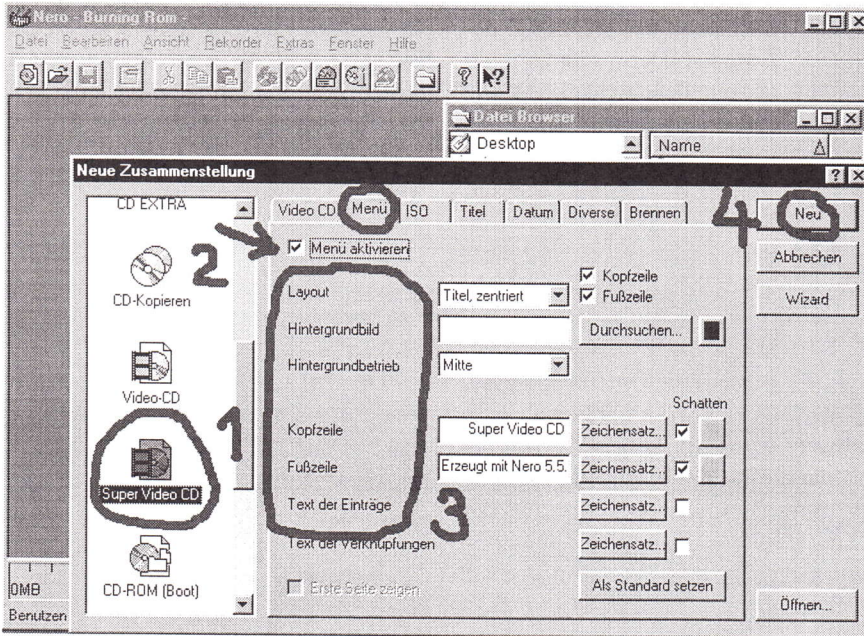 Nero - Burning Rom -
Datei Bearbeiten Ansicht Rekorder Extras Fenster Hilfe
Datei Browser
Desktop Name
Neue Zusammenstellung
CD EXTRA
CD-Kopieren
Video-CD
Super Video CD
CD-ROM (Boot)
0MB
Benutzen
Video CD Menü ISO Titel Datum Diverse Brennen
Menü aktivieren
Layout Titel, zentriert Kopfzeile
Fußzeile
Hintergrundbild Durchsuchen...
Hintergrundbetrieb Mitte
Schatten
Kopfzeile Super Video CD Zeichensatz...
Fußzeile Erzeugt mit Nero 5.5. Zeichensatz...
Text der Einträge Zeichensatz...
Text der Verknüpfungen Zeichensatz...
Erste Seite zeigen Als Standard setzen
Neu
Abbrechen
Wizard
Öffnen...
1
2
3
4